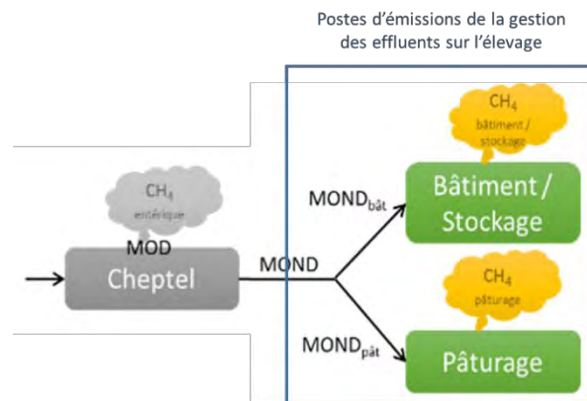 Postes d’émissions de la gestion
des effluents sur l’élevage
CH₄
bâtiment /
stockage
Bâtiment /
Stockage
MONDbât
CH₄
entérique
MOD
Cheptel
MOND
CH₄
pâturage
MONDpât
Pâturage